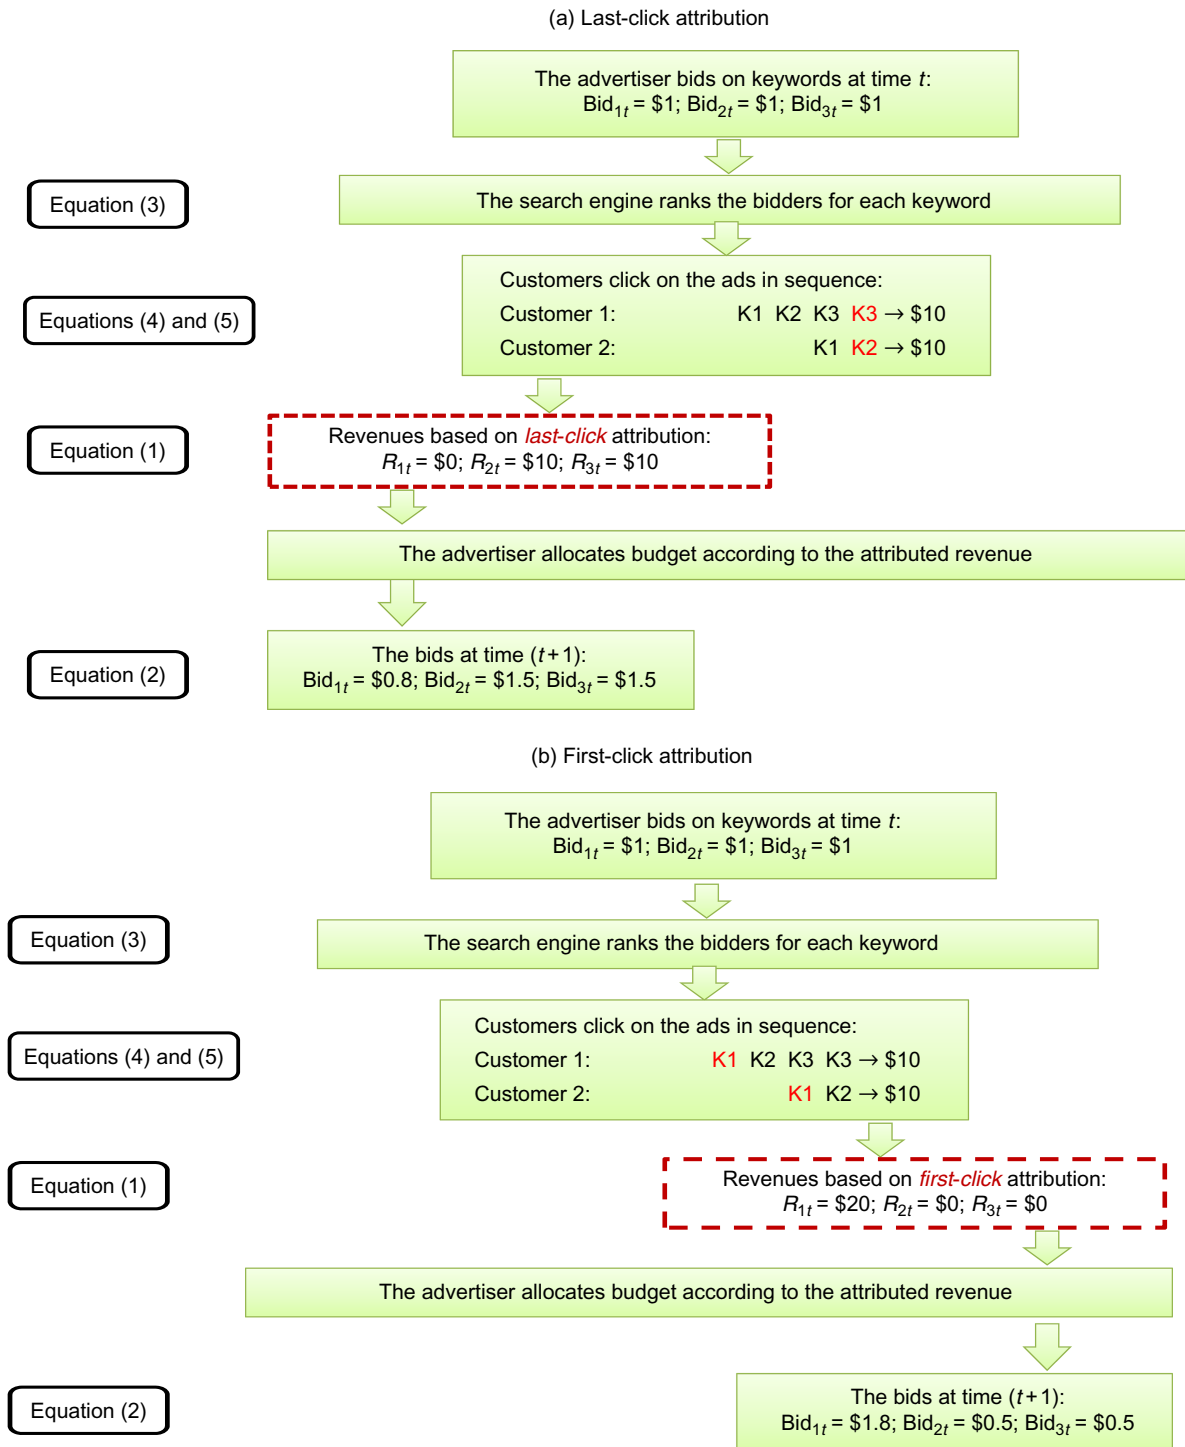 (a) Last-click attribution
The advertiser bids on keywords at time t:
Bid1t = $1; Bid2t = $1; Bid3t = $1
Equation (3)
The search engine ranks the bidders for each keyword
Equations (4) and (5)
Customers click on the ads in sequence:
Customer 1: K1 K2 K3 K3 → $10
Customer 2: K1 K2 → $10
Equation (1)
Revenues based on last-click attribution:
R1t = $0; R2t = $10; R3t = $10
The advertiser allocates budget according to the attributed revenue
Equation (2)
The bids at time (t+1):
Bid1t = $0.8; Bid2t = $1.5; Bid3t = $1.5
(b) First-click attribution
The advertiser bids on keywords at time t:
Bid1t = $1; Bid2t = $1; Bid3t = $1
Equation (3)
The search engine ranks the bidders for each keyword
Equations (4) and (5)
Customers click on the ads in sequence:
Customer 1: K1 K2 K3 K3 → $10
Customer 2: K1 K2 → $10
Equation (1)
Revenues based on first-click attribution:
R1t = $20; R2t = $0; R3t = $0
The advertiser allocates budget according to the attributed revenue
Equation (2)
The bids at time (t+1):
Bid1t = $1.8; Bid2t = $0.5; Bid3t = $0.5